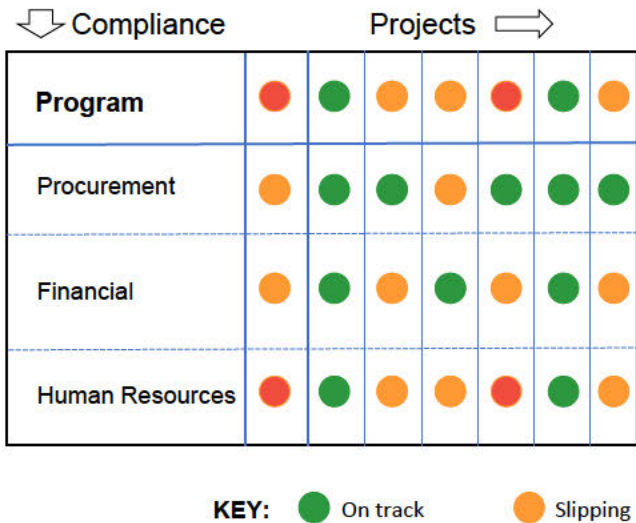 Compliance Projects
Program
Procurement
Financial
Human Resources
KEY: On track Slipping